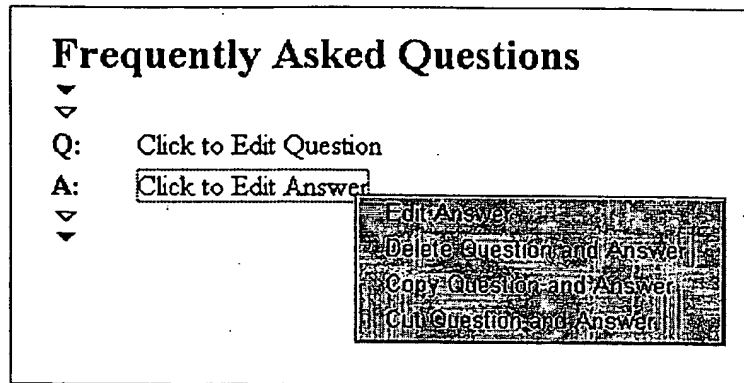 Frequently Asked Questions
Q: Click to Edit Question
A: Click to Edit Answer
Edit Answer
Delete Question and Answer
Copy Question and Answer
Cut Question and Answer